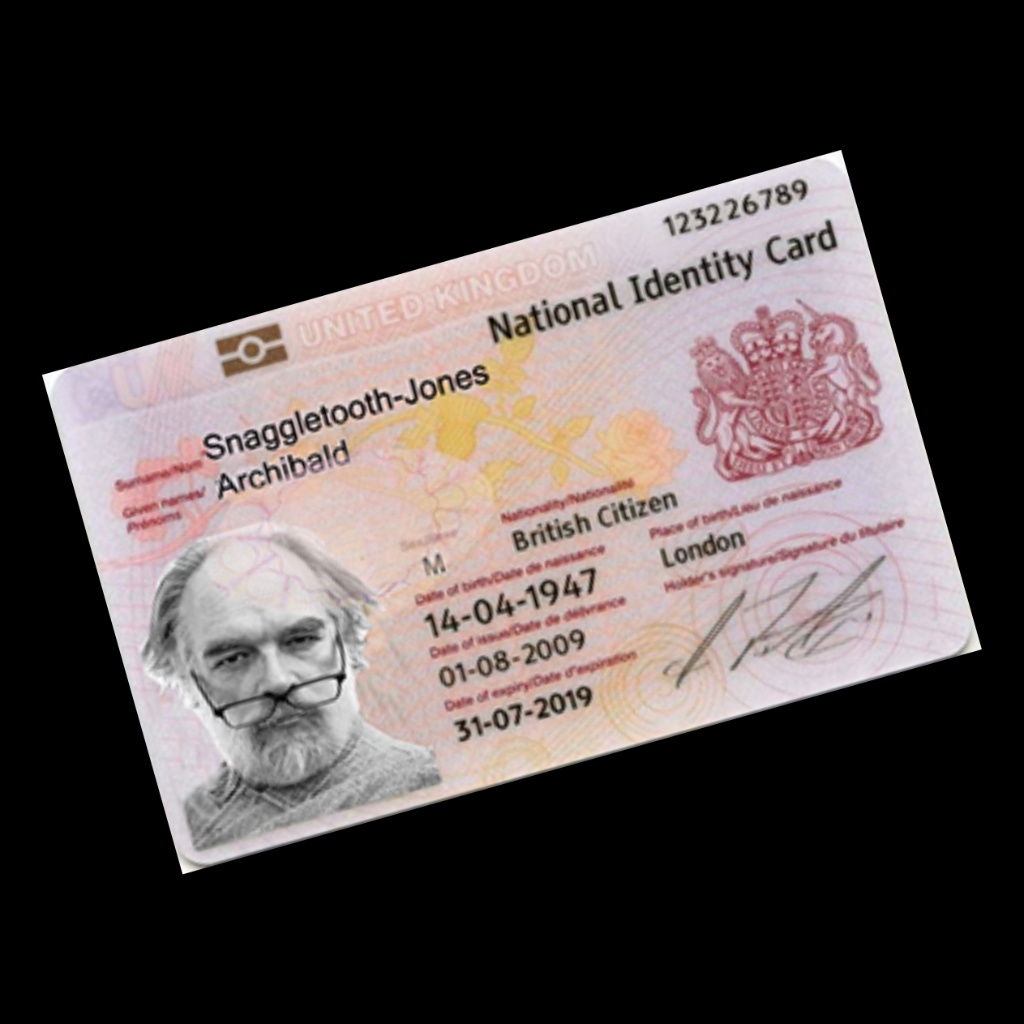 123226789
UNITED KINGDOM
National Identity Card
Surname/Nom Snaggletooth-Jones
Given names/ Archibald
Prénoms
Nationality/Nationalité
M British Citizen
Date of birth/Date de naissance
14-04-1947
Place of birth/Lieu de naissance
London
Date of issue/Date de délivrance
01-08-2009
Holder's signature/Signature du titulaire
Date of expiry/Date d'expiration
31-07-2019